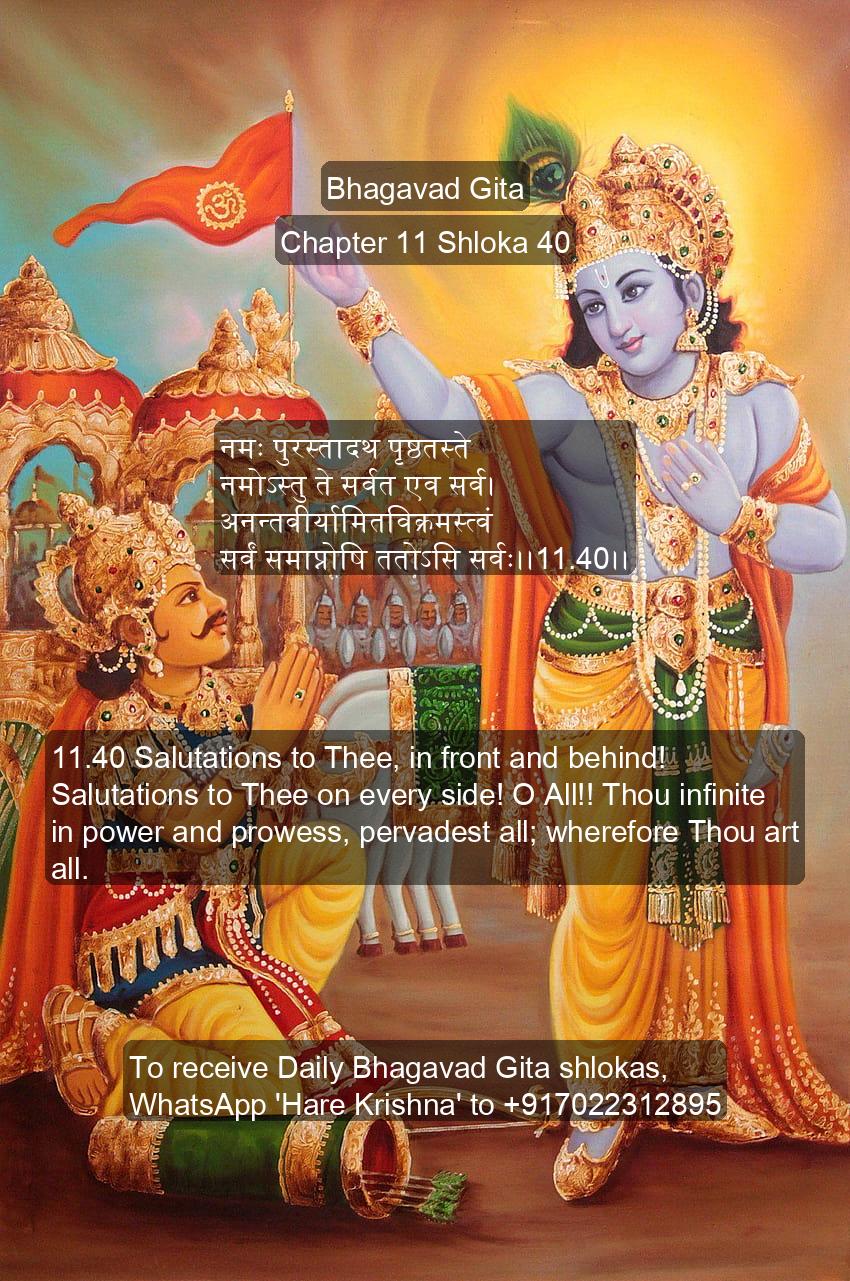 Bhagavad Gita
Chapter 11 Shloka 40
ॐ
नमः पुरस्तादथ पृष्ठतस्ते
नमोऽस्तु ते सर्वत एव सर्व।
अनन्तवीर्यामितविक्रमस्त्वं
सर्वं समाप्नोषि ततोऽसि सर्वः।।11.40।।
11.40 Salutations to Thee, in front and behind!
Salutations to Thee on every side! O All!! Thou infinite
in power and prowess, pervadest all; wherefore Thou art
all.
To receive Daily Bhagavad Gita shlokas,
WhatsApp 'Hare Krishna' to +917022312895